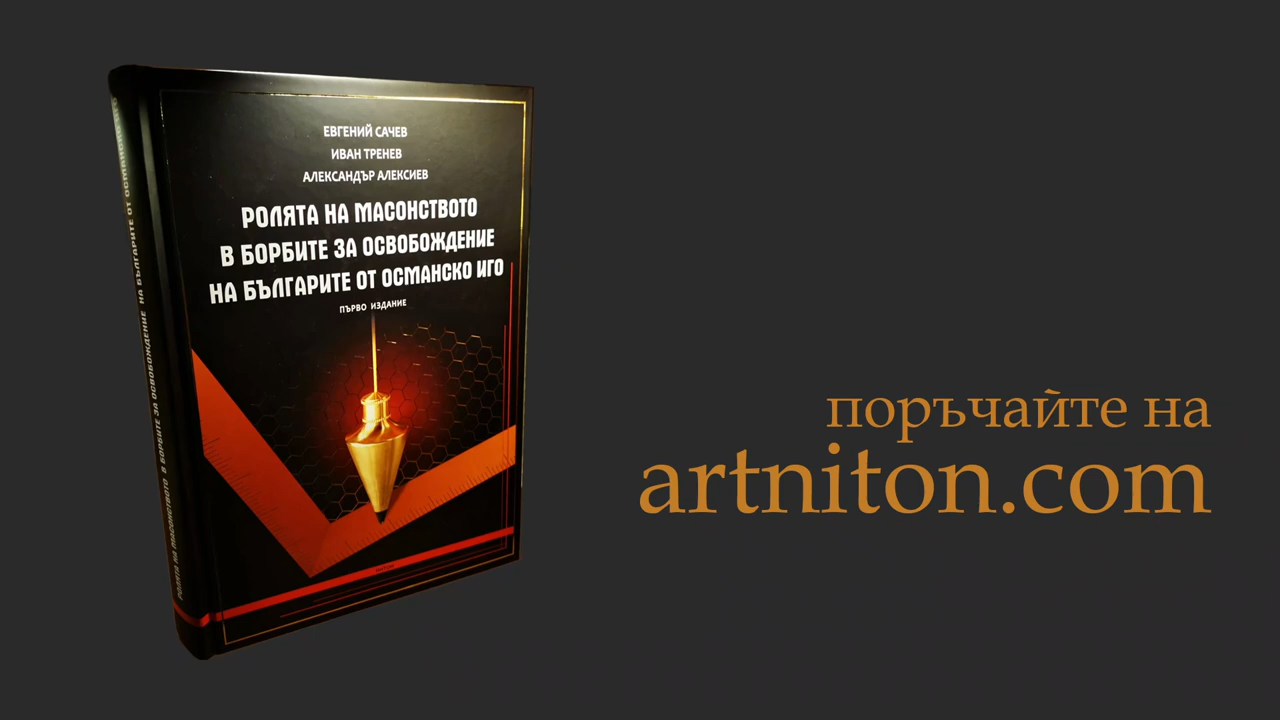 ЕВГЕНИЙ САЧЕВ
ИВАН ТРЕНЕВ
АЛЕКСАНДЪР АЛЕКСИЕВ
РОЛЯТА НА МАСОНСТВОТО
В БОРБИТЕ ЗА ОСВОБОЖДЕНИЕ
НА БЪЛГАРИТЕ ОТ ОСМАНСКО ИГО
ПЪРВО ИЗДАНИЕ
РОЛЯТА НА МАСОНСТВОТО В БОРБИТЕ ЗА ОСВОБОЖДЕНИЕ НА БЪЛГАРИТЕ ОТ ОСМАНСКО ИГО
поръчайте на
artniton.com